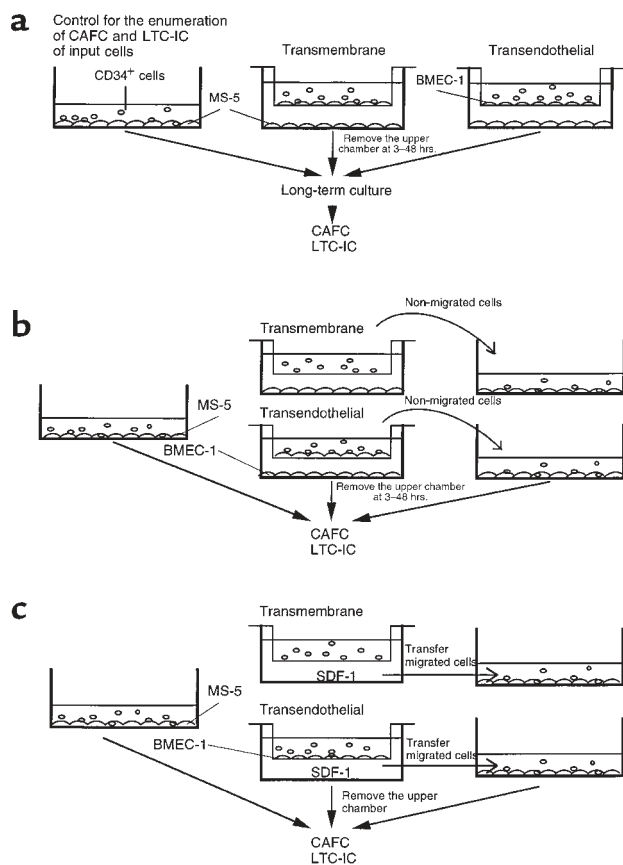 a
Control for the enumeration
of CAFC and LTC-IC
of input cells
Transmembrane
Transendothelial
CD34+ cells
MS-5
BMEC-1
Remove the upper
chamber at 3–48 hrs.
Long-term culture
CAFC
LTC-IC
b
Non-migrated cells
Transmembrane
MS-5
Transendothelial
Non-migrated cells
BMEC-1
Remove the upper chamber
at 3–48 hrs.
CAFC
LTC-IC
c
Transmembrane
Transfer
migrated cells
SDF-1
MS-5
Transendothelial
BMEC-1
Transfer
migrated cells
SDF-1
Remove the upper
chamber
CAFC
LTC-IC